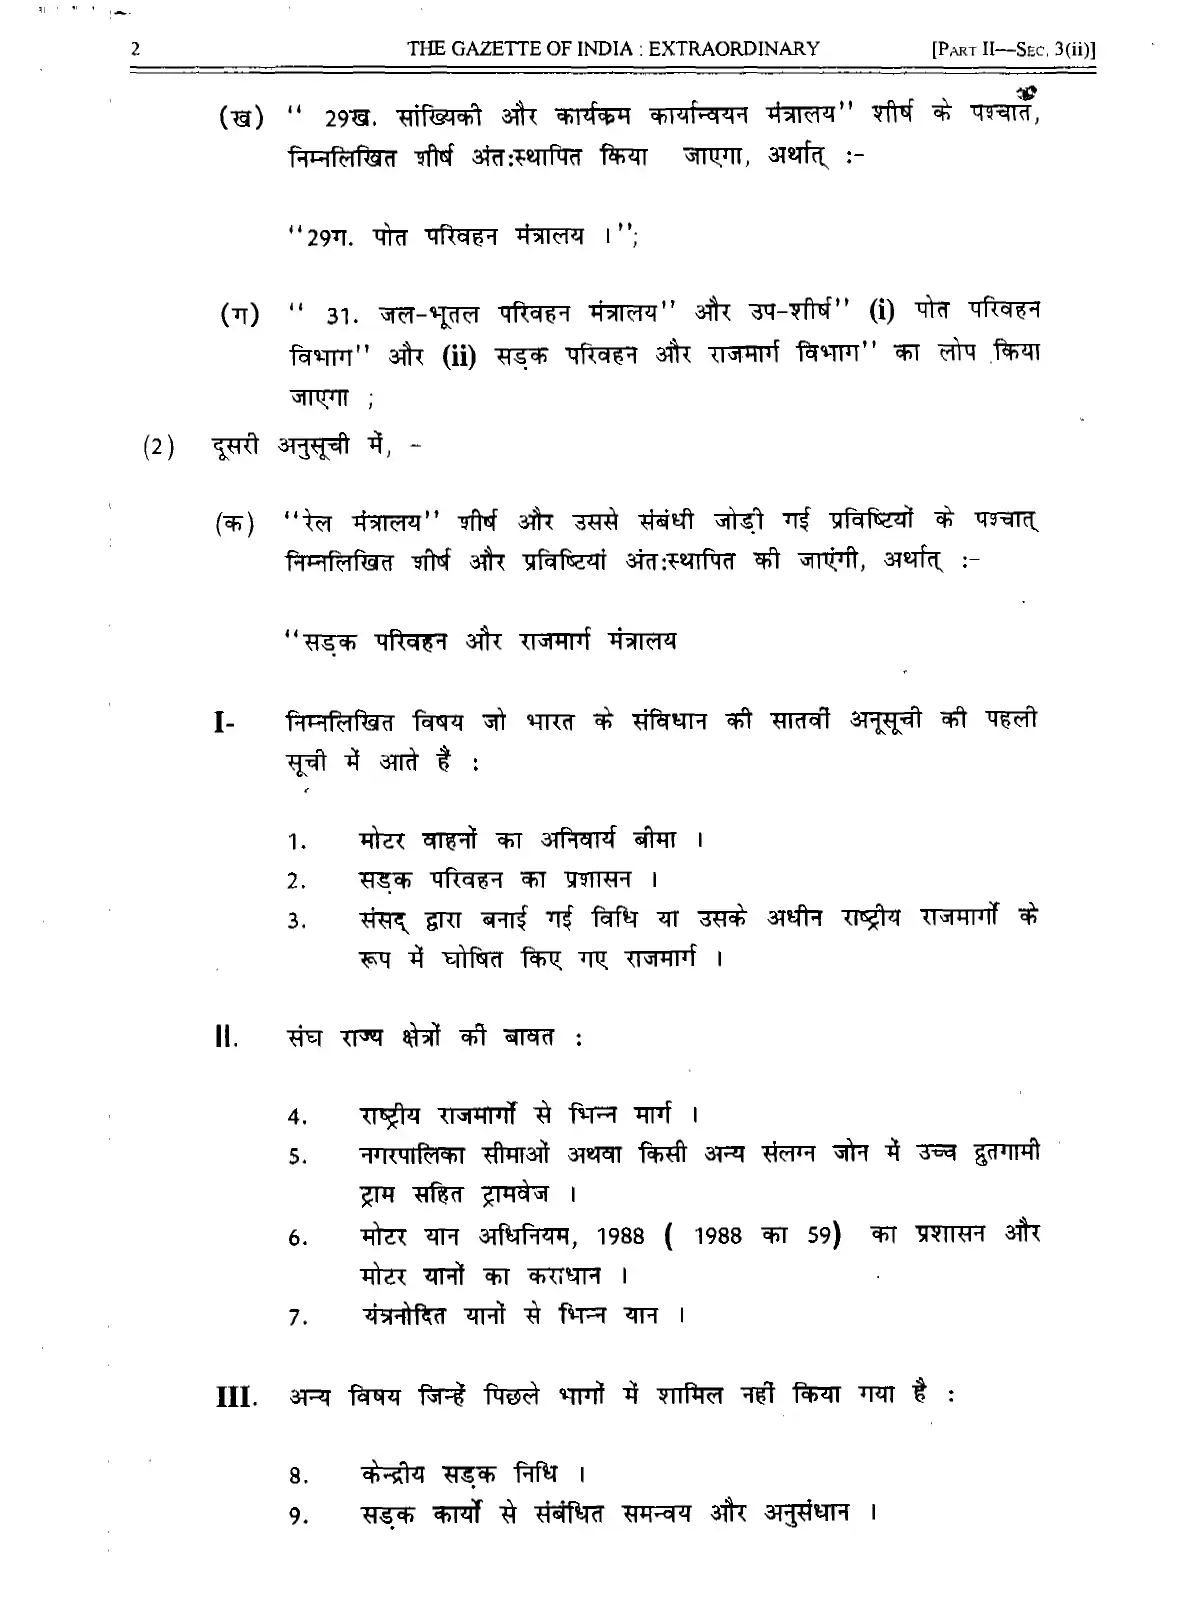 2 THE GAZETTE OF INDIA : EXTRAORDINARY [PART II—SEC. 3(ii)]
(ख) '' 29ख. सांख्यिकी और कार्यक्रम कार्यान्वयन मंत्रालय'' शीर्ष के पश्चात,
निम्नलिखित शीर्ष अंत:स्थापित किया जाएगा, अर्थात् :-
''29ग. पोत परिवहन मंत्रालय ।'';
(ग) '' 31. जल-भूतल परिवहन मंत्रालय'' और उप-शीर्ष'' (i) पोत परिवहन
विभाग'' और (ii) सड़क परिवहन और राजमार्ग विभाग'' का लोप किया
जाएगा ;
(2) दूसरी अनुसूची में, -
(क) ''रेल मंत्रालय'' शीर्ष और उससे संबंधी जोड़ी गई प्रविष्टियों के पश्चात्
निम्नलिखित शीर्ष और प्रविष्टियां अंत:स्थापित की जाएंगी, अर्थात् :-
''सड़क परिवहन और राजमार्ग मंत्रालय
I- निम्नलिखित विषय जो भारत के संविधान की सातवीं अनूसूची की पहली
सूची में आते हैं :
1. मोटर वाहनों का अनिवार्य बीमा ।
2. सड़क परिवहन का प्रशासन ।
3. संसद् द्वारा बनाई गई विधि या उसके अधीन राष्ट्रीय राजमार्गों के
रूप में घोषित किए गए राजमार्ग ।
II. संघ राज्य क्षेत्रों की बावत :
4. राष्ट्रीय राजमार्गों से भिन्न मार्ग ।
5. नगरपालिका सीमाओं अथवा किसी अन्य संलग्न जोन में उच्च द्रुतगामी
ट्राम सहित ट्रामवेज ।
6. मोटर यान अधिनियम, 1988 ( 1988 का 59) का प्रशासन और
मोटर यानों का कराधान ।
7. यंत्रनोदित यानों से भिन्न यान ।
III. अन्य विषय जिन्हें पिछले भागों में शामिल नहीं किया गया है :
8. केन्द्रीय सड़क निधि ।
9. सड़क कार्यों से संबंधित समन्वय और अनुसंधान ।